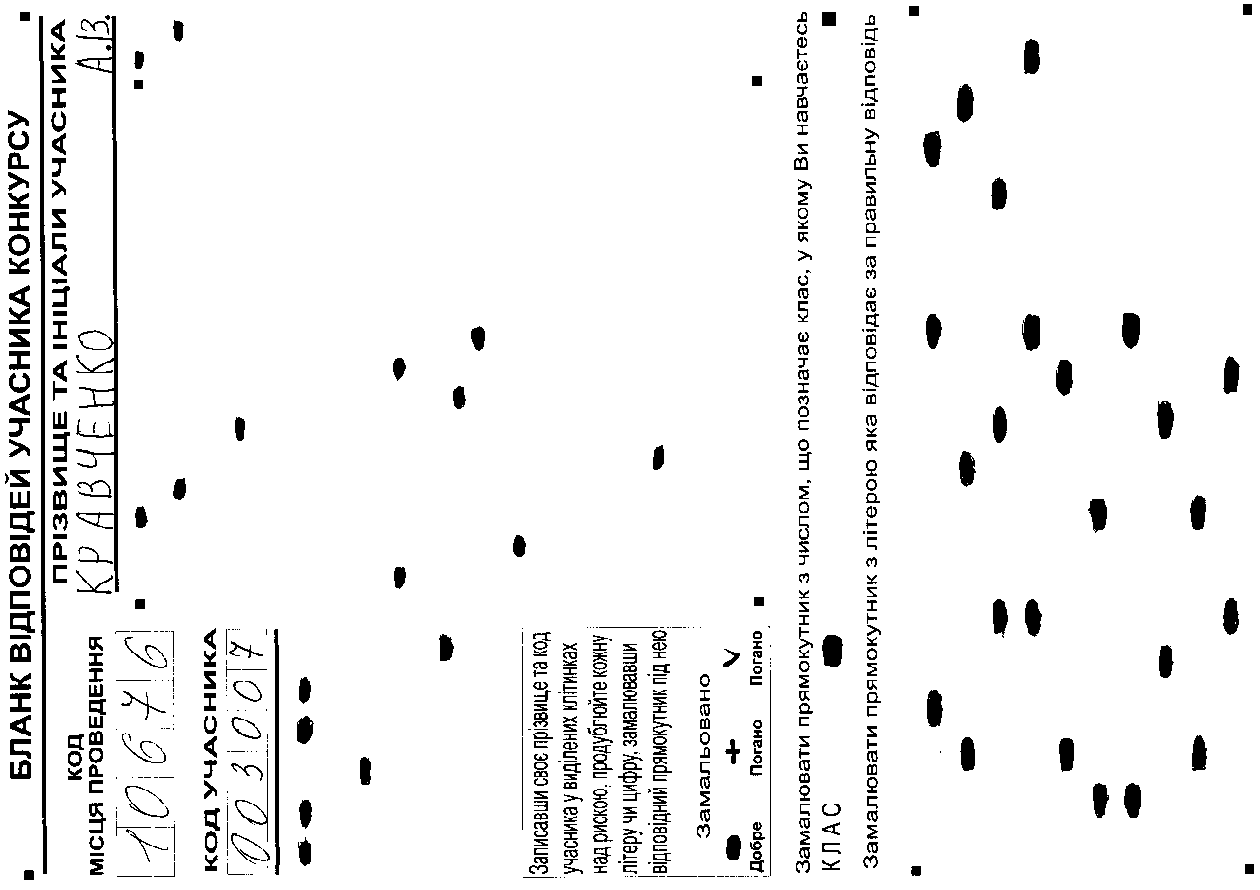 БЛАНК ВІДПОВІДЕЙ УЧАСНИКА КОНКУРСУ
ПРІЗВИЩЕ ТА ІНІЦІАЛИ УЧАСНИКА
КРАВЧЕНКО А.В.
КОД
МІСЦЯ ПРОВЕДЕННЯ
10676
КОД УЧАСНИКА
003007
Записавши своє прізвище та код
учасника у виділених клітинках
над рискою, продублюйте кожну
літеру чи цифру, замалювавши
відповідний прямокутник під нею
Замальовано
Добре Погано Погано
Замалювати прямокутник з числом, що позначає клас, у якому Ви навчаєтесь
КЛАС
Замалювати прямокутник з літерою яка відповідає за правильну відповідь